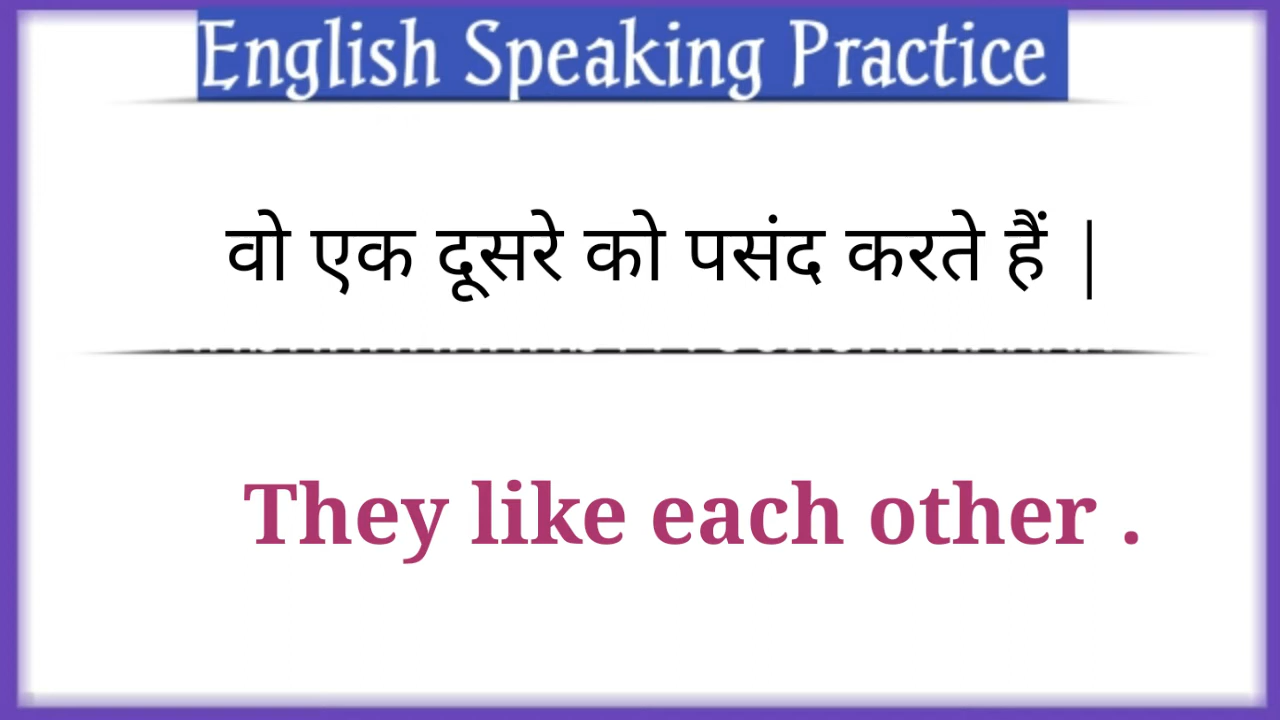 English Speaking Practice
वो एक दूसरे को पसंद करते हैं |
They like each other .